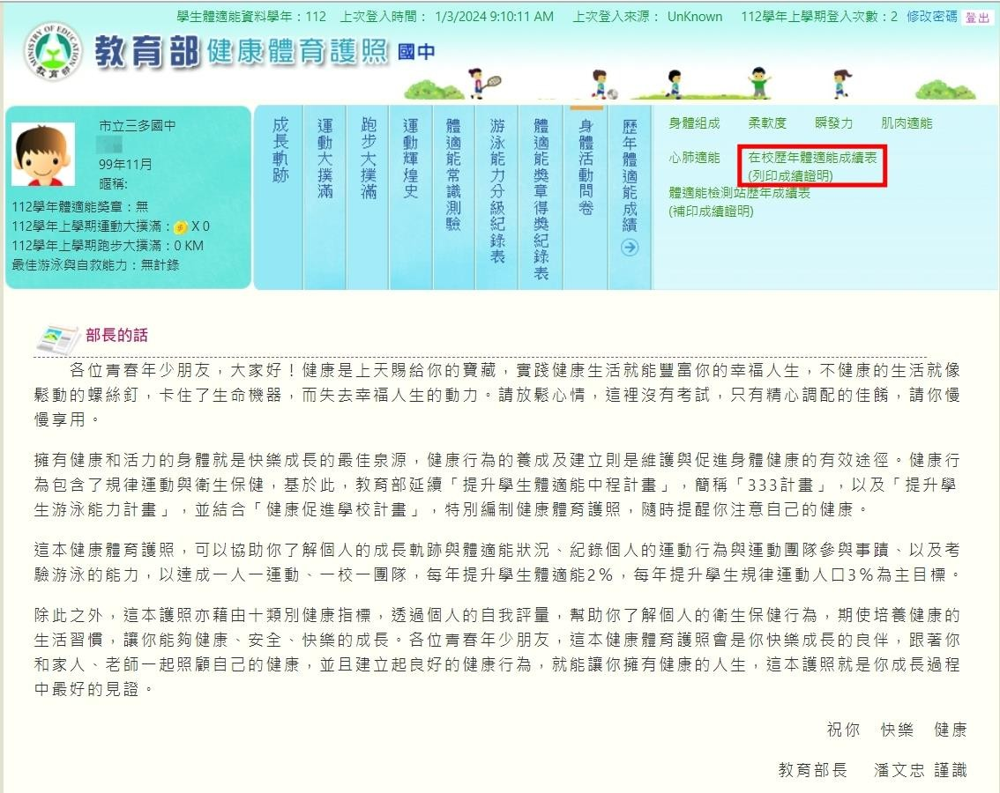 學生體適能資料學年：112 上次登入時間： 1/3/2024 9:10:11 AM 上次登入來源： UnKnown 112學年上學期登入次數：2 修改密碼 登出
MINISTRY OF EDUCATION
教育部
教育部健康體育護照 國中
市立三多國中
99年11月
暱稱:
112學年體適能獎章：無
112學年上學期運動大撲滿： X 0
112學年上學期跑步大撲滿：0 KM
最佳游泳與自救能力：無計錄
成長軌跡
運動大撲滿
跑步大撲滿
運動輝煌史
體適能常識測驗
游泳能力分級紀錄表
體適能獎章得獎紀錄表
身體活動問卷
歷年體適能成績
身體組成 柔軟度 瞬發力 肌肉適能
心肺適能 在校歷年體適能成績表
(列印成績證明)
體適能檢測站歷年成績表
(補印成績證明)
部長的話
各位青春年少朋友，大家好！健康是上天賜給你的寶藏，實踐健康生活就能豐富你的幸福人生，不健康的生活就像
鬆動的螺絲釘，卡住了生命機器，而失去幸福人生的動力。請放鬆心情，這裡沒有考試，只有精心調配的佳餚，請你慢
慢享用。
擁有健康和活力的身體就是快樂成長的最佳泉源，健康行為的養成及建立則是維護與促進身體健康的有效途徑。健康行
為包含了規律運動與衛生保健，基於此，教育部延續「提升學生體適能中程計畫」，簡稱「333計畫」，以及「提升學
生游泳能力計畫」，並結合「健康促進學校計畫」，特別編制健康體育護照，隨時提醒你注意自己的健康。
這本健康體育護照，可以協助你了解個人的成長軌跡與體適能狀況、紀錄個人的運動行為與運動團隊參與事蹟、以及考
驗游泳的能力，以達成一人一運動、一校一團隊，每年提升學生體適能2%，每年提升學生規律運動人口3%為主目標。
除此之外，這本護照亦藉由十類別健康指標，透過個人的自我評量，幫助你了解個人的衛生保健行為，期使培養健康的
生活習慣，讓你能夠健康、安全、快樂的成長。各位青春年少朋友，這本健康體育護照會是你快樂成長的良伴，跟著你
和家人、老師一起照顧自己的健康，並且建立起良好的健康行為，就能讓你擁有健康的人生，這本護照就是你成長過程
中最好的見證。
祝你 快樂 健康
教育部長 潘文忠 謹識